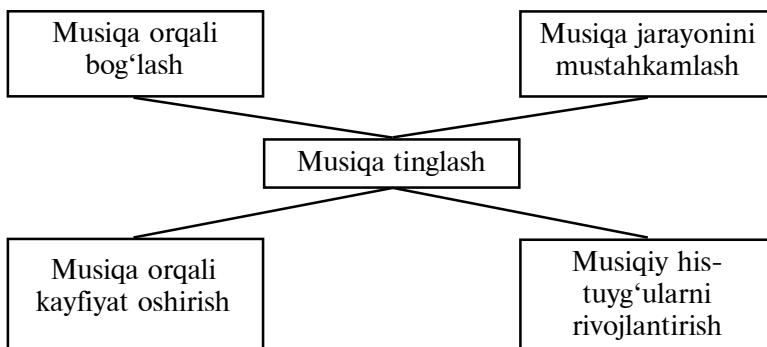 Musiqa orqali
bog‘lash
Musiqa jarayonini
mustahkamlash
Musiqa tinglash
Musiqa orqali
kayfiyat oshirish
Musiqiy his-
tuyg‘ularni
rivojlantirish